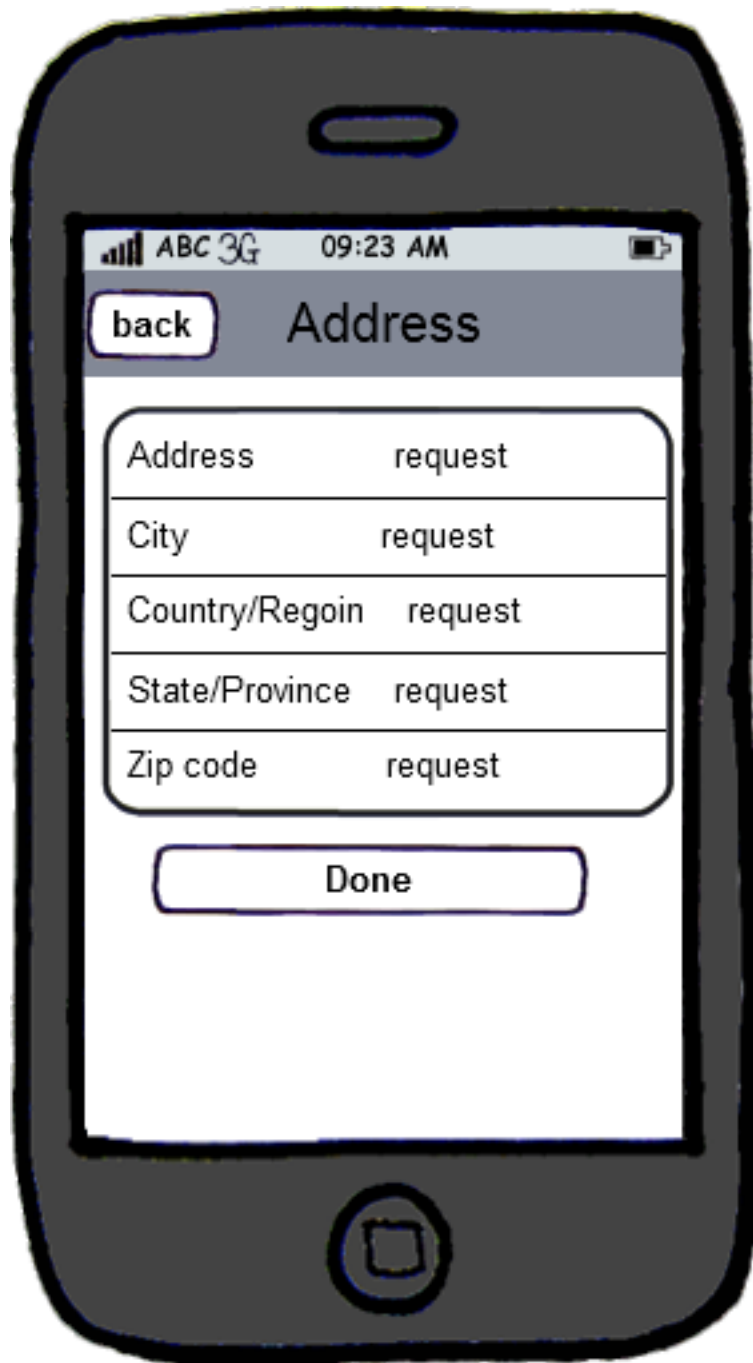 ABC 3G 09:23 AM
back Address
Address request
City request
Country/Regoin request
State/Province request
Zip code request
Done